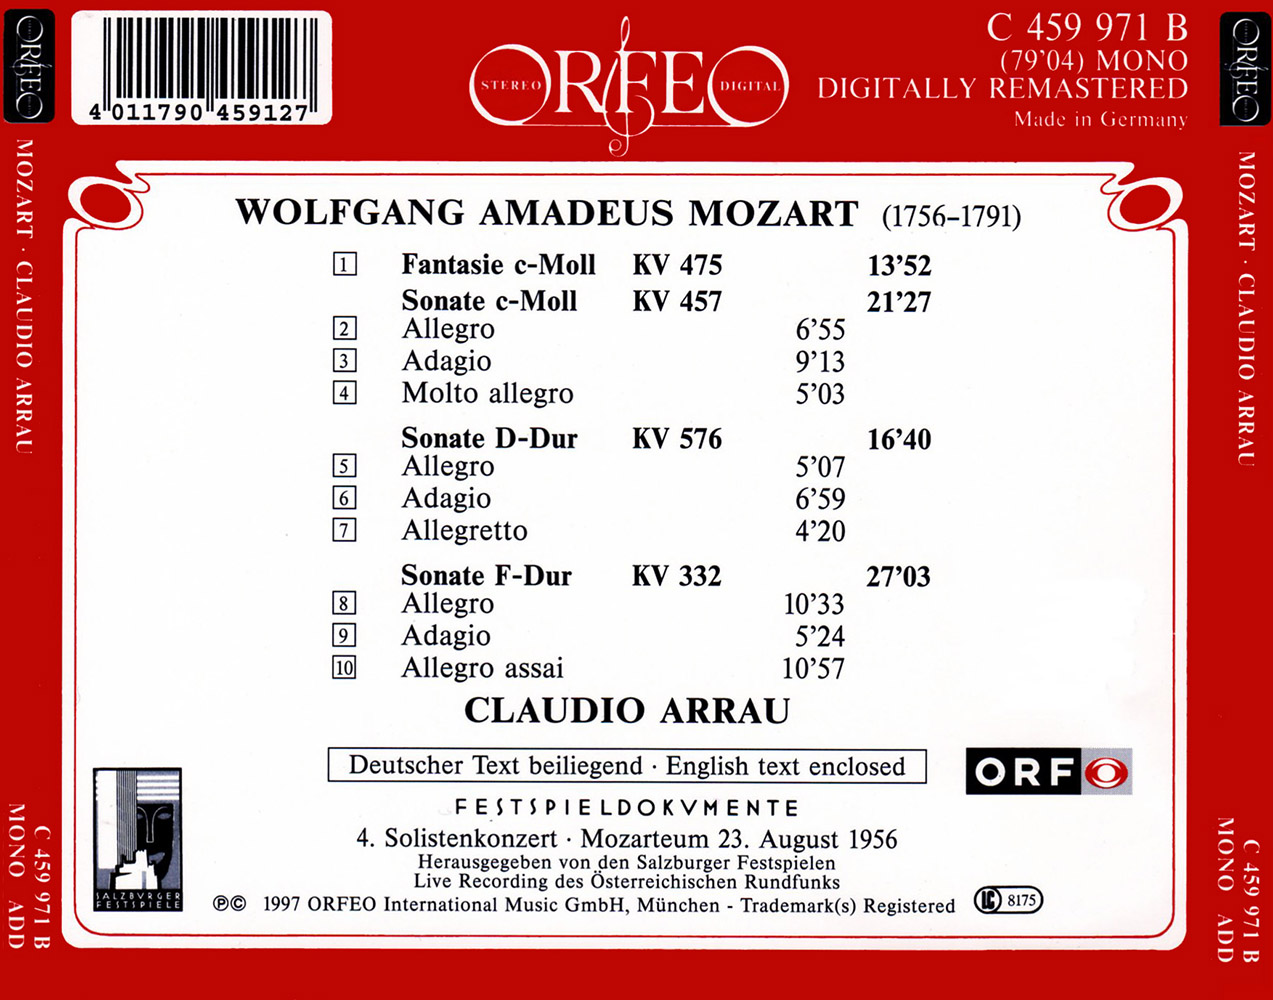 ORFEO
MOZART · CLAUDIO ARRAU
C 459 971 B
MONO ADD
4 011790 459127
STEREO ORFEO DIGITAL
C 459 971 B
(79'04) MONO
DIGITALLY REMASTERED
Made in Germany
WOLFGANG AMADEUS MOZART (1756–1791)
1 Fantasie c-Moll KV 475 13'52
Sonate c-Moll KV 457 21'27
2 Allegro 6'55
3 Adagio 9'13
4 Molto allegro 5'03
Sonate D-Dur KV 576 16'40
5 Allegro 5'07
6 Adagio 6'59
7 Allegretto 4'20
Sonate F-Dur KV 332 27'03
8 Allegro 10'33
9 Adagio 5'24
10 Allegro assai 10'57
CLAUDIO ARRAU
Deutscher Text beiliegend · English text enclosed
ORF
FESTSPIELDOKVMENTE
4. Solistenkonzert · Mozarteum 23. August 1956
Herausgegeben von den Salzburger Festspielen
Live Recording des Österreichischen Rundfunks
℗© 1997 ORFEO International Music GmbH, München - Trademark(s) Registered
LC 8175
SALZBVRGER
FESTSPIELE
ORFEO
MOZART · CLAUDIO ARRAU
C 459 971 B
MONO ADD